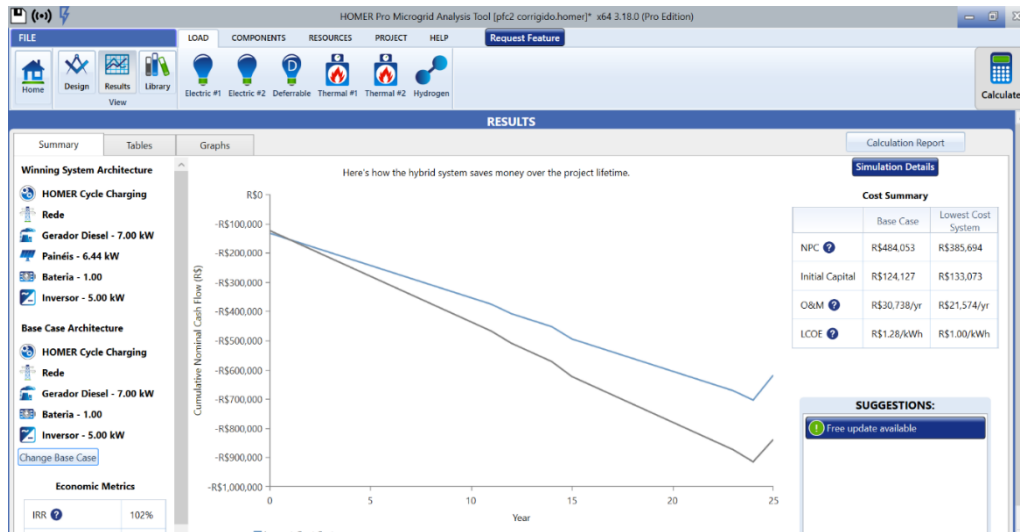 HOMER Pro Microgrid Analysis Tool [pfc2 corrigido.homer]* x64 3.18.0 (Pro Edition)
FILE
LOAD COMPONENTS RESOURCES PROJECT HELP Request Feature
Home
Design
Results
Library
View
Electric #1
Electric #2
D
Deferrable
Thermal #1
Thermal #2
Hydrogen
Calculate
RESULTS
Summary Tables Graphs
Calculation Report
Simulation Details
Winning System Architecture
HOMER Cycle Charging
Rede
Gerador Diesel - 7.00 kW
Painéis - 6.44 kW
Bateria - 1.00
Inversor - 5.00 kW
Base Case Architecture
HOMER Cycle Charging
Rede
Gerador Diesel - 7.00 kW
Bateria - 1.00
Inversor - 5.00 kW
Change Base Case
Economic Metrics
IRR ? 102%
Here's how the hybrid system saves money over the project lifetime.
Cumulative Nominal Cash Flow (R$)
R$0
-R$100,000
-R$200,000
-R$300,000
-R$400,000
-R$500,000
-R$600,000
-R$700,000
-R$800,000
-R$900,000
-R$1,000,000
0 5 10 15 20 25
Year
Cost Summary
Base Case Lowest Cost System
NPC ? R$484,053 R$385,694
Initial Capital R$124,127 R$133,073
O&M ? R$30,738/yr R$21,574/yr
LCOE ? R$1.28/kWh R$1.00/kWh
SUGGESTIONS:
! Free update available